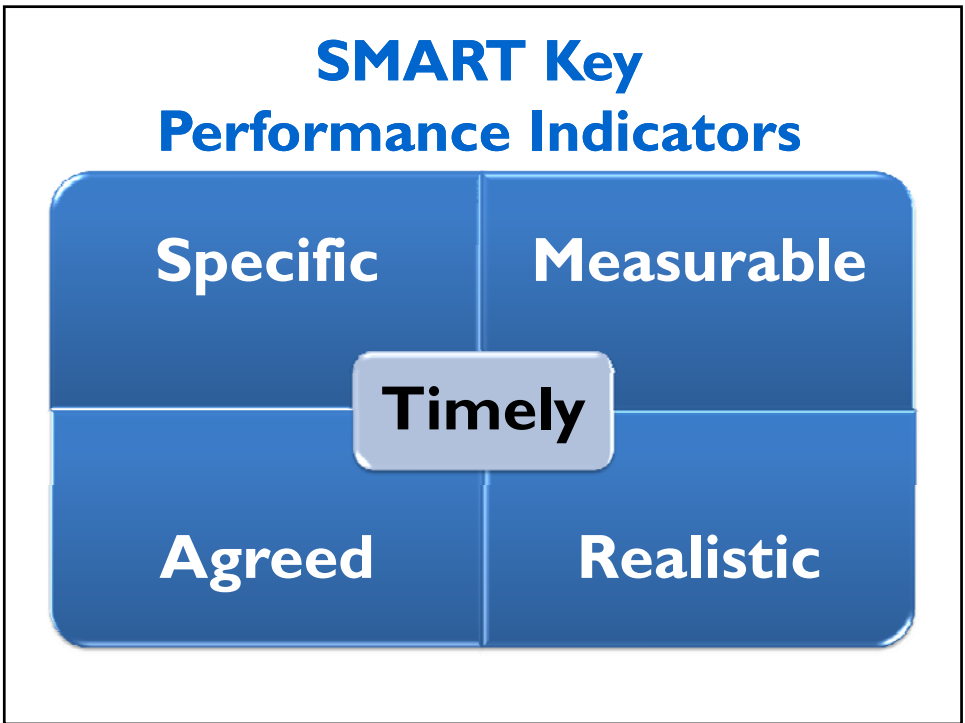 SMART Key
Performance Indicators
Specific
Measurable
Timely
Agreed
Realistic